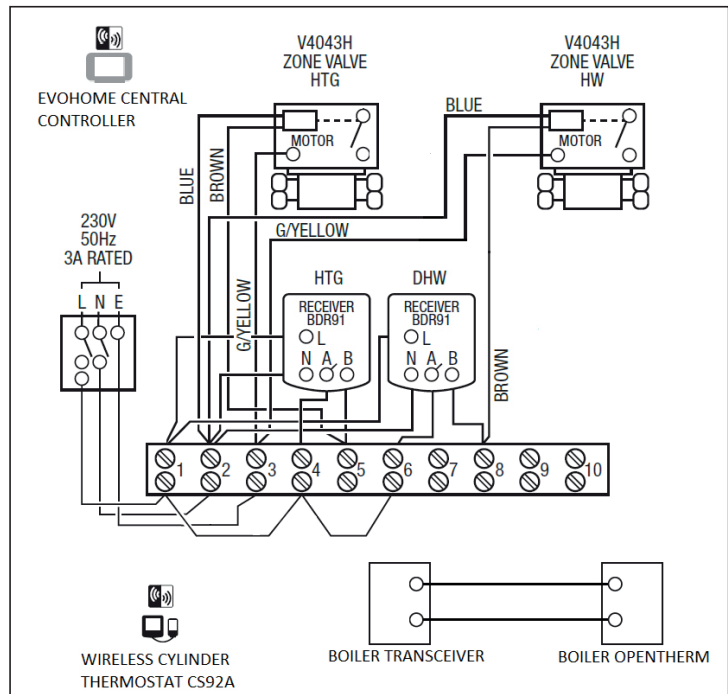 EVOHOME CENTRAL
CONTROLLER
V4043H
ZONE VALVE
HTG
MOTOR
V4043H
ZONE VALVE
HW
MOTOR
BLUE
BLUE
BROWN
G/YELLOW
G/YELLOW
BROWN
230V
50Hz
3A RATED
L N E
HTG
RECEIVER
BDR91
L
N A B
DHW
RECEIVER
BDR91
L
N A B
1 2 3 4 5 6 7 8 9 10
WIRELESS CYLINDER
THERMOSTAT CS92A
BOILER TRANSCEIVER
BOILER OPENTHERM